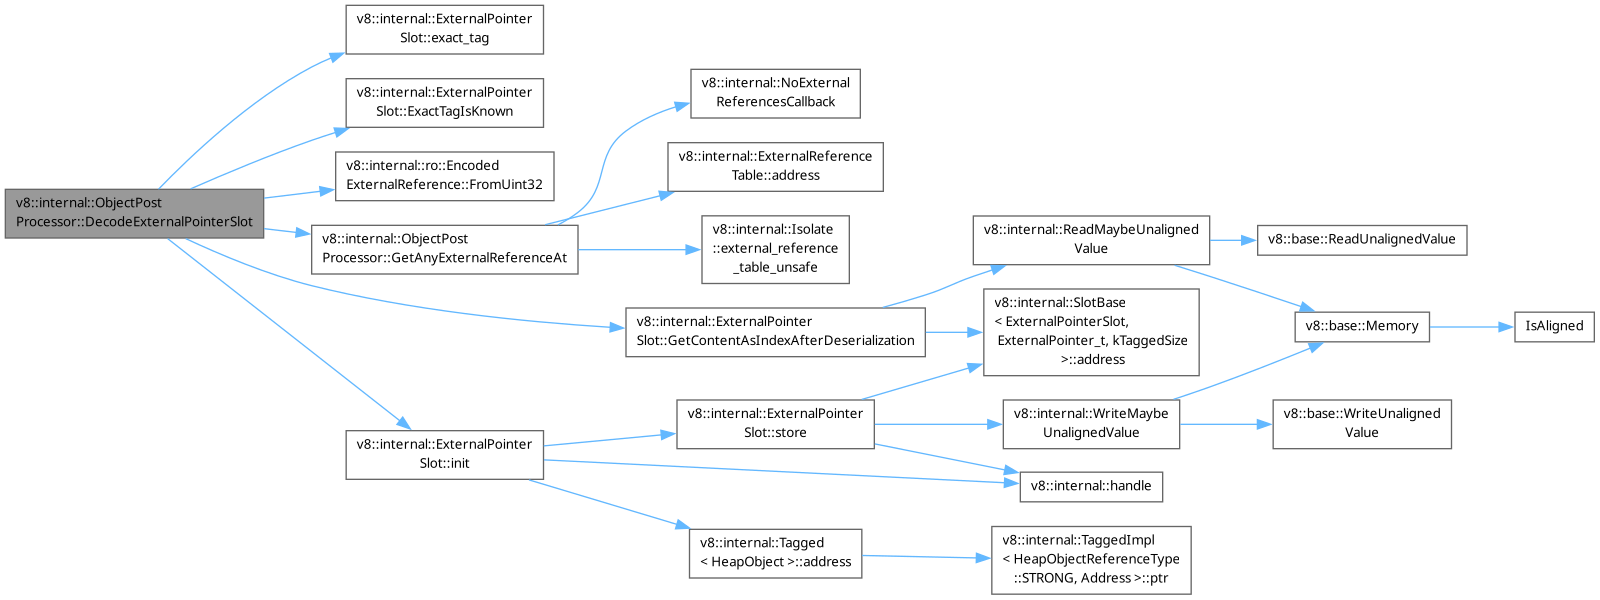 v8::internal::ExternalPointer
Slot::exact_tag
v8::internal::ExternalPointer
Slot::ExactTagIsKnown
v8::internal::ro::Encoded
ExternalReference::FromUint32
v8::internal::ObjectPost
Processor::DecodeExternalPointerSlot
v8::internal::ObjectPost
Processor::GetAnyExternalReferenceAt
v8::internal::NoExternal
ReferencesCallback
v8::internal::ExternalReference
Table::address
v8::internal::Isolate
::external_reference
_table_unsafe
v8::internal::ExternalPointer
Slot::GetContentAsIndexAfterDeserialization
v8::internal::ReadMaybeUnaligned
Value
v8::base::ReadUnalignedValue
v8::internal::SlotBase
< ExternalPointerSlot,
ExternalPointer_t, kTaggedSize
>::address
v8::base::Memory
IsAligned
v8::internal::ExternalPointer
Slot::init
v8::internal::ExternalPointer
Slot::store
v8::internal::WriteMaybe
UnalignedValue
v8::base::WriteUnaligned
Value
v8::internal::handle
v8::internal::Tagged
< HeapObject >::address
v8::internal::TaggedImpl
< HeapObjectReferenceType
::STRONG, Address >::ptr